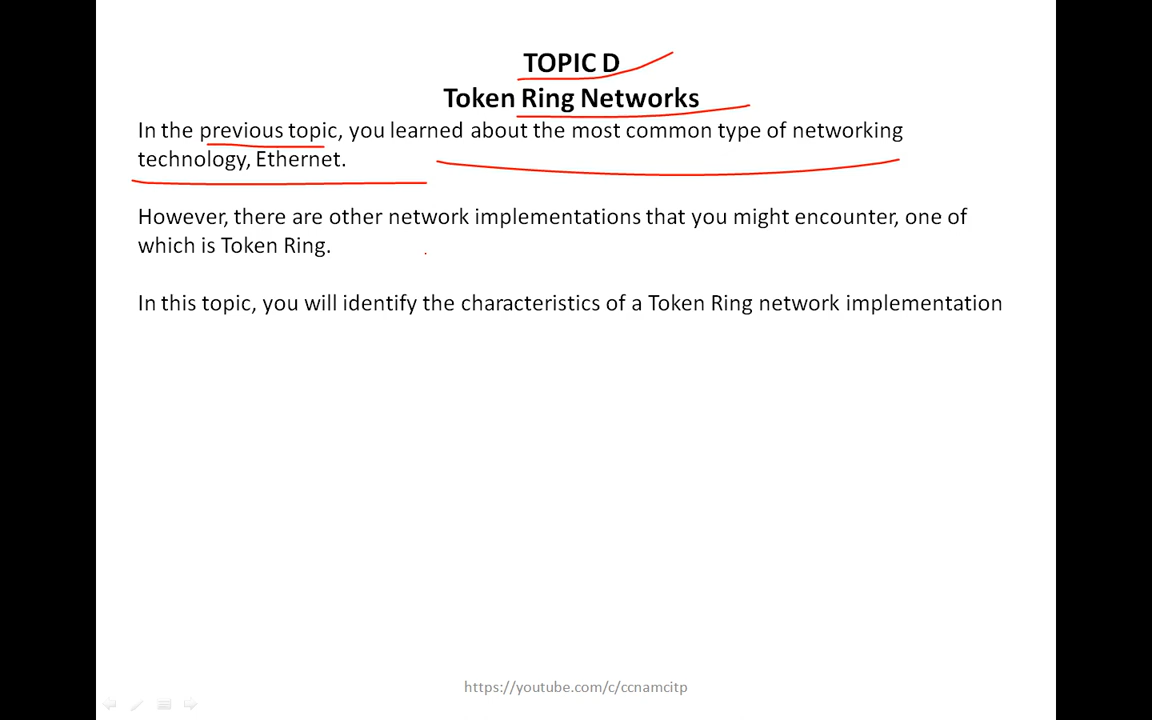 TOPIC D
Token Ring Networks
In the previous topic, you learned about the most common type of networking
technology, Ethernet.
However, there are other network implementations that you might encounter, one of
which is Token Ring.
In this topic, you will identify the characteristics of a Token Ring network implementation
https://youtube.com/c/ccnamcitp